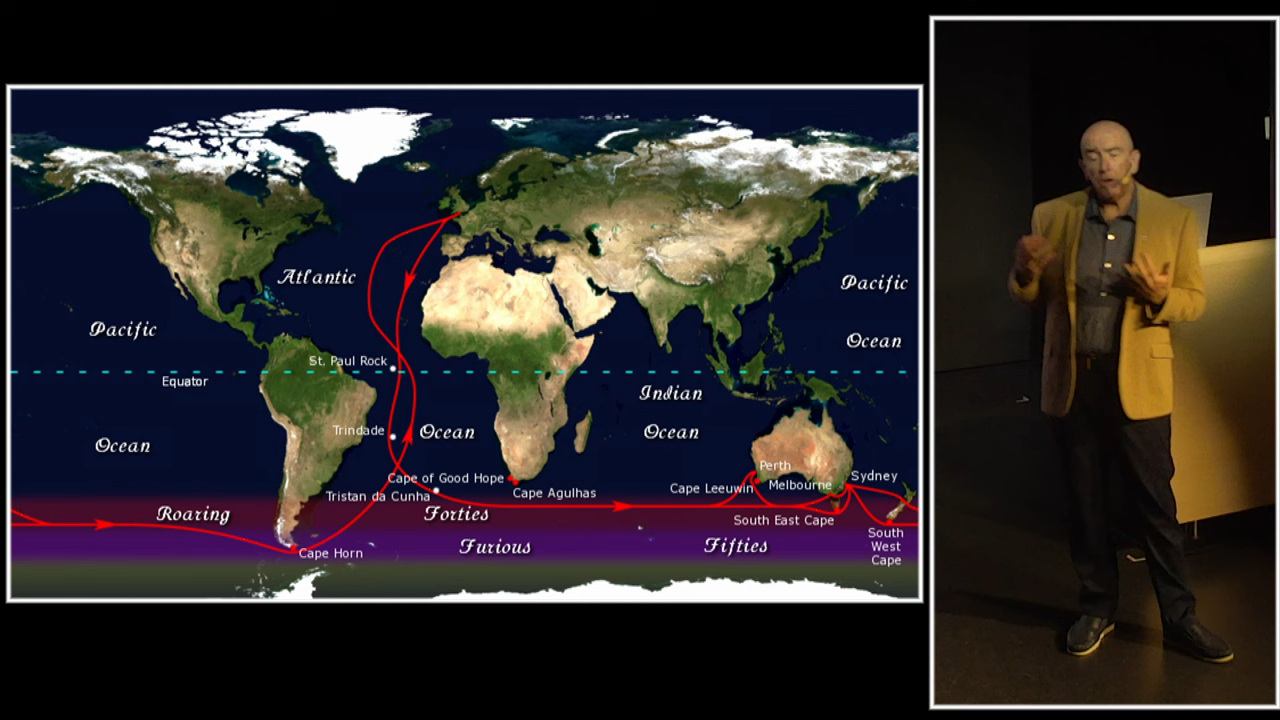 Atlantic
Pacific
Pacific
Ocean
St. Paul Rock
Equator
Indian
Trindade
Ocean
Ocean
Ocean
Perth
Cape of Good Hope
Sydney
Melbourne
Cape Leeuwin
Cape Agulhas
Tristan da Cunha
Roaring
Forties
South East Cape
South
West
Cape
Furious
Fifties
Cape Horn